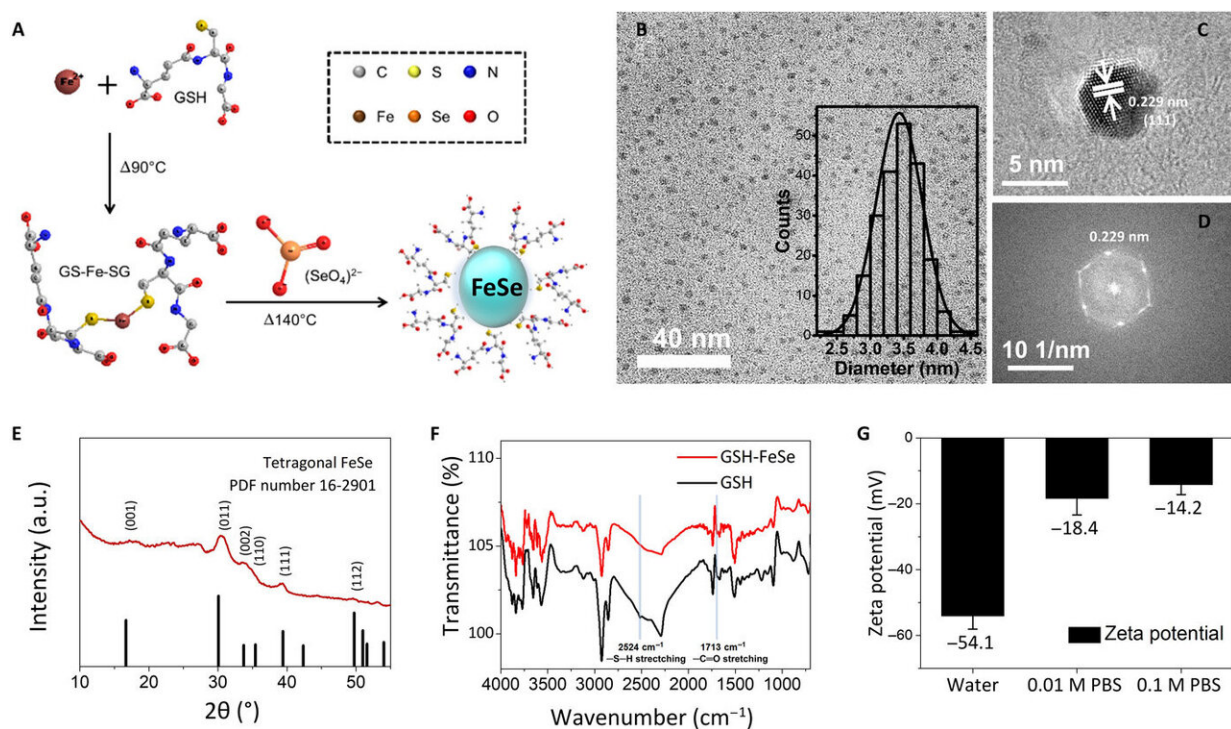 A
Fe²⁺
+
GSH
C S N
Fe Se O
Δ90°C
GS-Fe-SG
(SeO₄)²⁻
Δ140°C
FeSe
B
40 nm
Counts
50
40
30
20
10
0
2.5 3.0 3.5 4.0 4.5
Diameter (nm)
C
0.229 nm
(111)
5 nm
D
0.229 nm
10 1/nm
E
Tetragonal FeSe
PDF number 16-2901
(001)
(011)
(002)
(110)
(111)
(112)
Intensity (a.u.)
10 20 30 40 50
2θ (°)
F
GSH-FeSe
GSH
Transmittance (%)
110
105
100
2524 cm⁻¹
—S—H strectching
1713 cm⁻¹
—C=O stretching
4000 3500 3000 2500 2000 1500 1000
Wavenumber (cm⁻¹)
G
Zeta potential (mV)
0
−20
−40
−60
−54.1
−18.4
−14.2
Zeta potential
Water 0.01 M PBS 0.1 M PBS